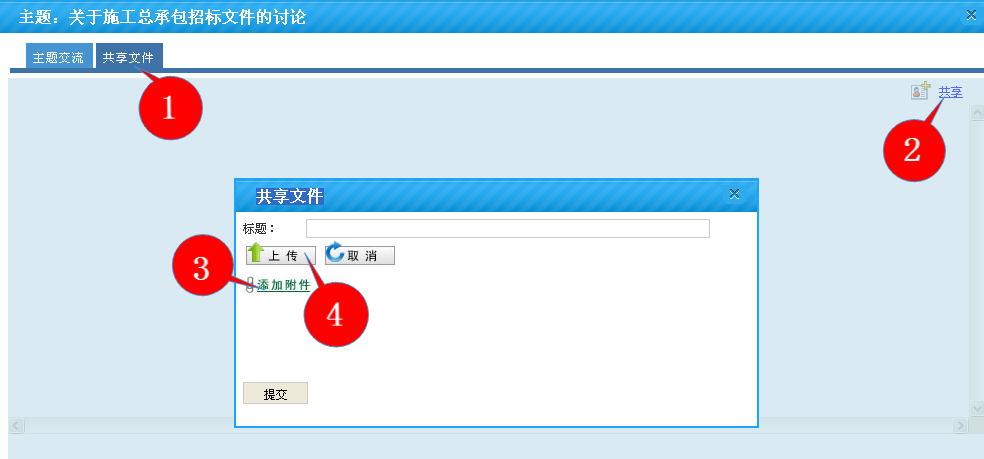 主题：关于施工总承包招标文件的讨论
主题交流 共享文件
1
共享
2
共享文件
标题：
上 传 取 消
3
添加附件
4
提交